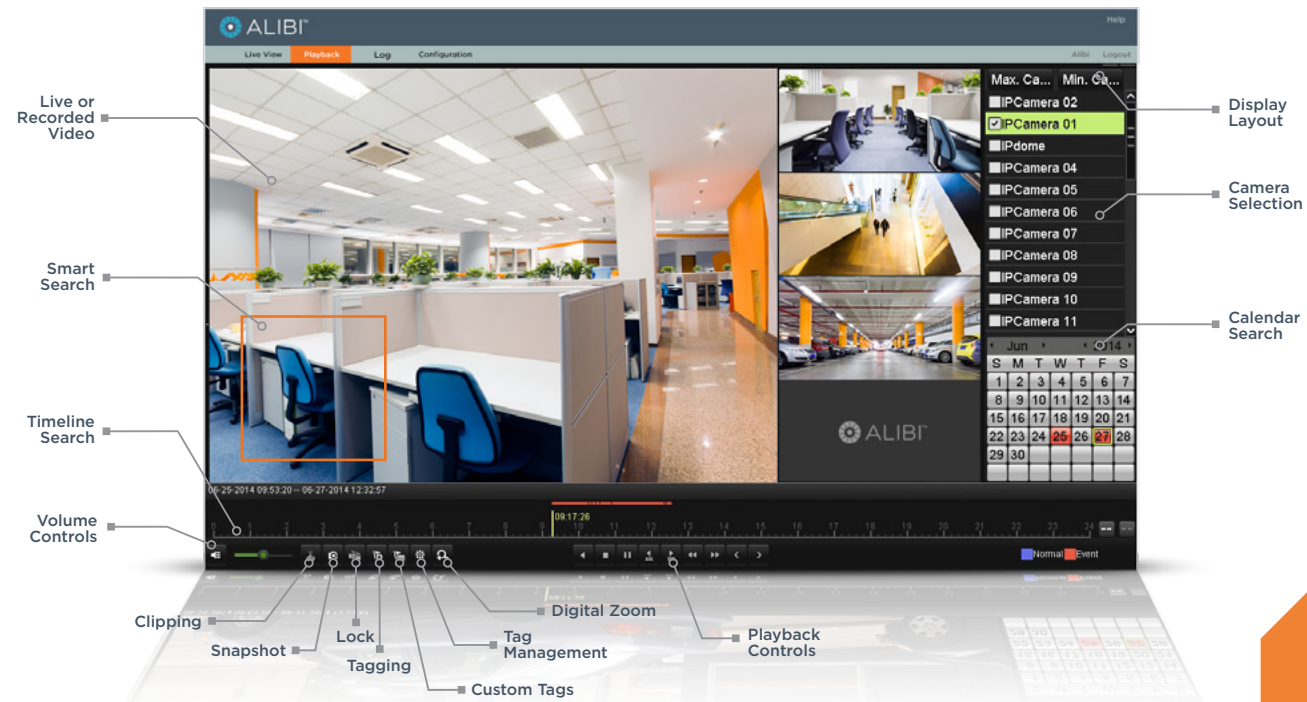 ALIBI™
Help
Live View Playback Log Configuration
Alibi Logout
Live or
Recorded
Video
Smart
Search
Timeline
Search
Volume
Controls
Max. Ca... Min. Ca...
IPCamera 02
IPCamera 01
IPdome
IPCamera 04
IPCamera 05
IPCamera 06
IPCamera 07
IPCamera 08
IPCamera 09
IPCamera 10
IPCamera 11
Display
Layout
Camera
Selection
Calendar
Search
Jun 2014
S M T W T F S
1 2 3 4 5 6 7
8 9 10 11 12 13 14
15 16 17 18 19 20 21
22 23 24 25 26 27 28
29 30
ALIBI™
06-25-2014 09:53:20 -- 06-27-2014 12:32:57
09:17:26
0 1 2 3 4 5 6 7 8 9 10 11 12 13 14 15 16 17 18 19 20 21 22 23 24
Normal Event
Clipping
Snapshot
Lock
Tagging
Custom Tags
Tag
Management
Digital Zoom
Playback
Controls